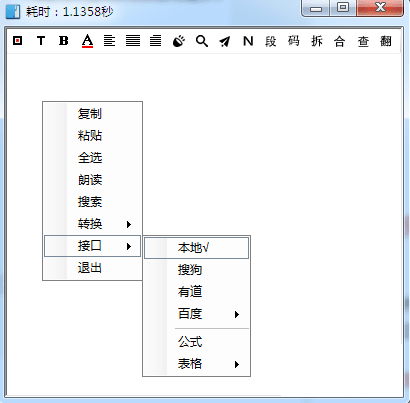 耗时：1.1358秒
T B A N 段 码 拆 合 查 翻
复制
粘贴
全选
朗读
搜索
转换
接口
退出
本地√
搜狗
有道
百度
公式
表格